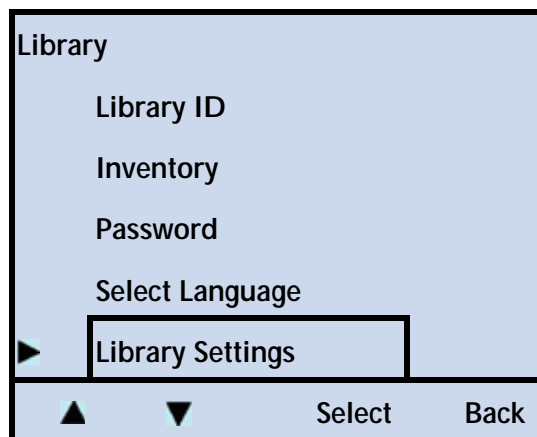 Library
Library ID
Inventory
Password
Select Language
Library Settings
Select Back